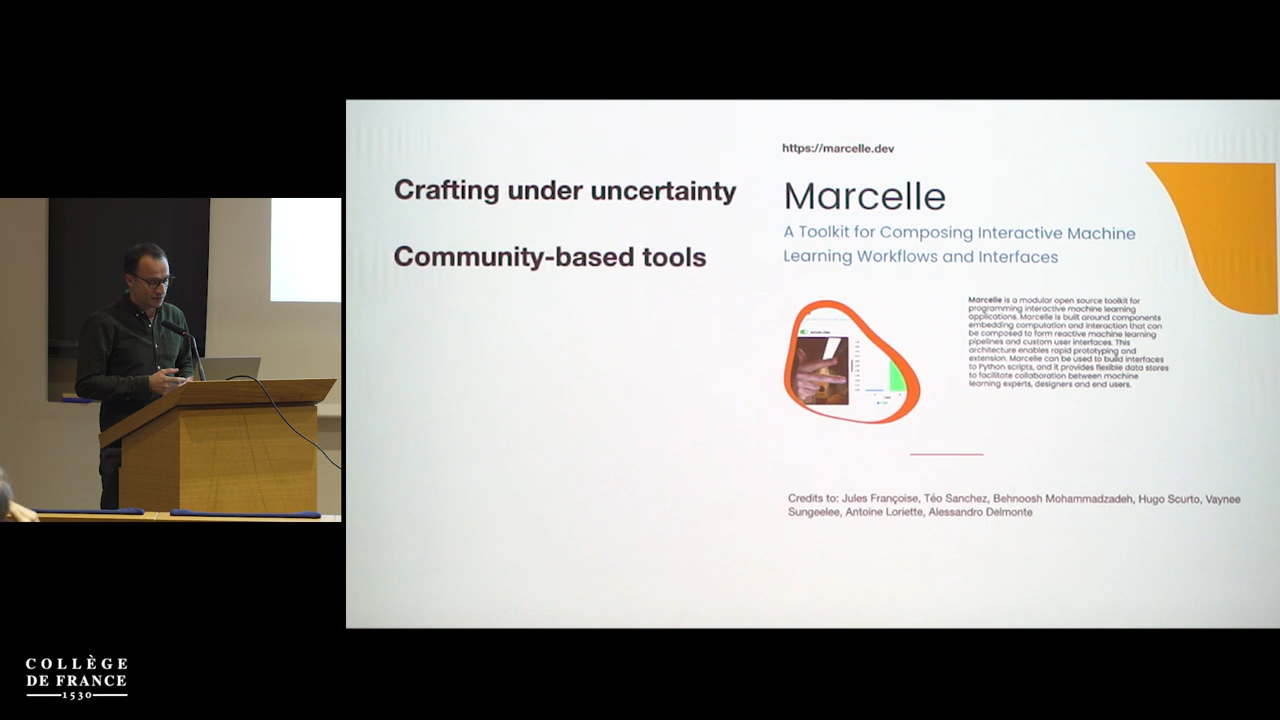 Crafting under uncertainty
Community-based tools
https://marcelle.dev
Marcelle
A Toolkit for Composing Interactive Machine
Learning Workflows and Interfaces
Marcelle is a modular open source toolkit for
programming interactive machine learning
applications. Marcelle is built around components
embedding computation and interaction that can
be composed to form reactive machine learning
pipelines and custom user interfaces. This
architecture enables rapid prototyping and
extension. Marcelle can be used to build interfaces
to Python scripts, and it provides flexible data stores
to facilitate collaboration between machine
learning experts, designers and end users.
Credits to: Jules Françoise, Téo Sanchez, Behnoosh Mohammadzadeh, Hugo Scurto, Vaynee
Sungeelee, Antoine Loriette, Alessandro Delmonte
COLLÈGE
DE FRANCE
1530